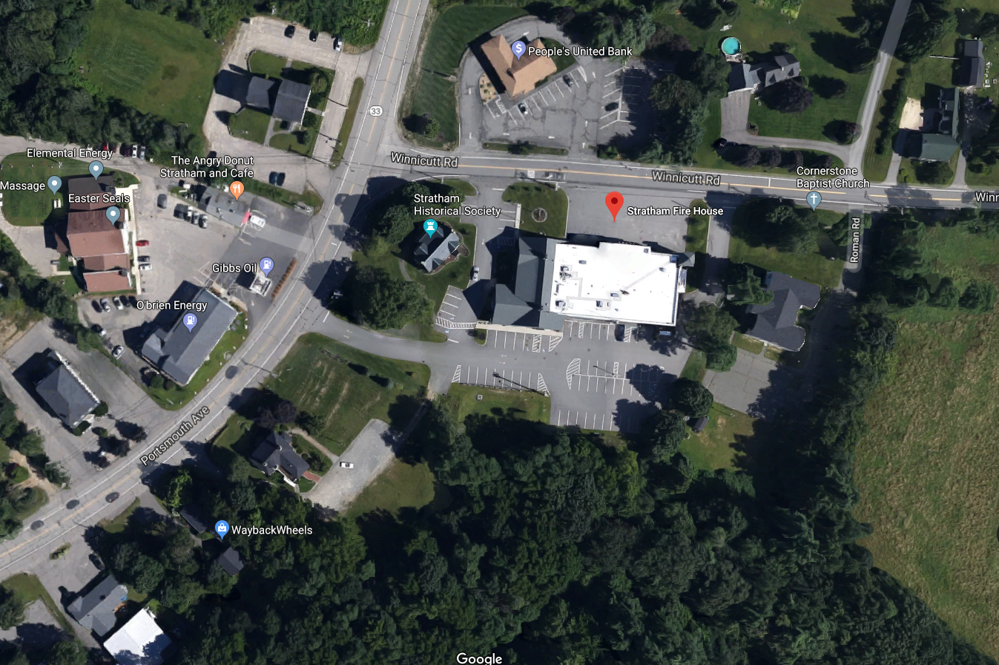 People's United Bank
33
Elemental Energy
The Angry Donut
Stratham and Cafe
Winnicutt Rd
Winnicutt Rd
Cornerstone
Baptist Church
Massage
Easter Seals
Stratham
Historical Society
Stratham Fire House
Winn
Roman Rd
Gibbs Oil
O'brien Energy
Portsmouth Ave
WaybackWheels
Google